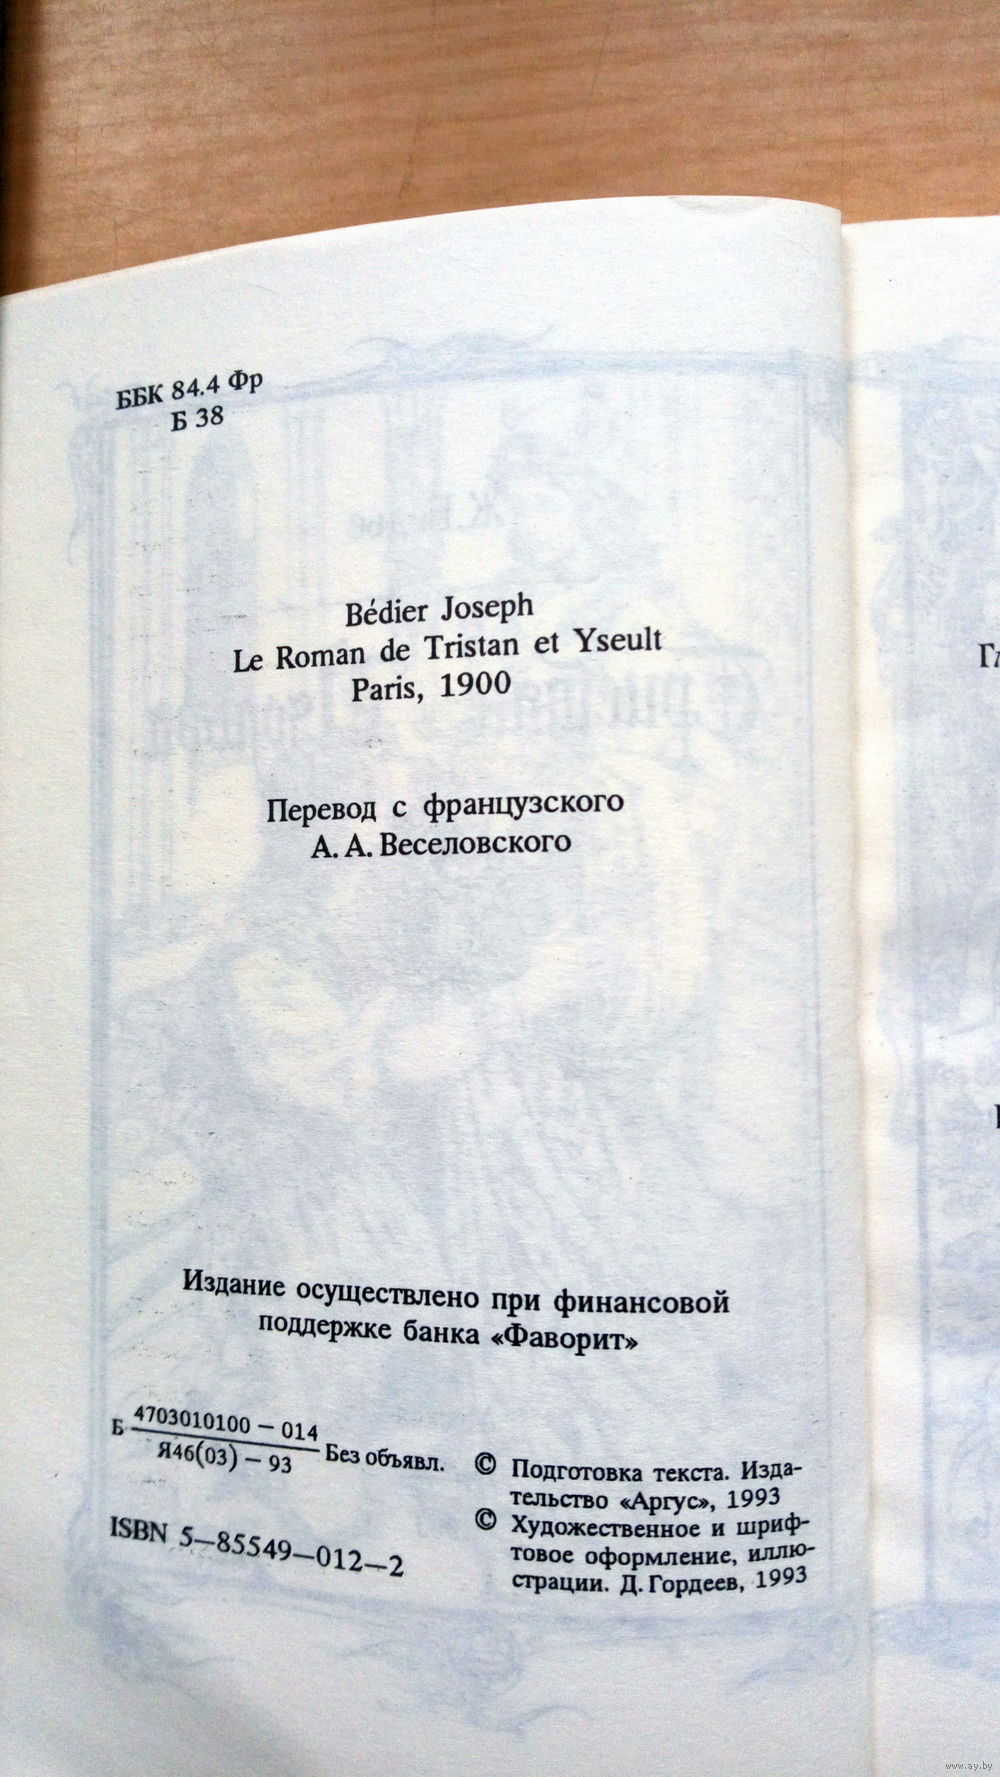 ББК 84.4 Фр
Б 38
Bédier Joseph
Le Roman de Tristan et Yseult
Paris, 1900
Перевод с французского
А. А. Веселовского
Издание осуществлено при финансовой
поддержке банка «Фаворит»
Б 4703010100 — 014
Я46(03) — 93 Без объявл.
ISBN 5—85549—012—2
© Подготовка текста. Изда-
тельство «Аргус», 1993
© Художественное и шриф-
товое оформление, иллю-
страции. Д. Гордеев, 1993
www.ay.by